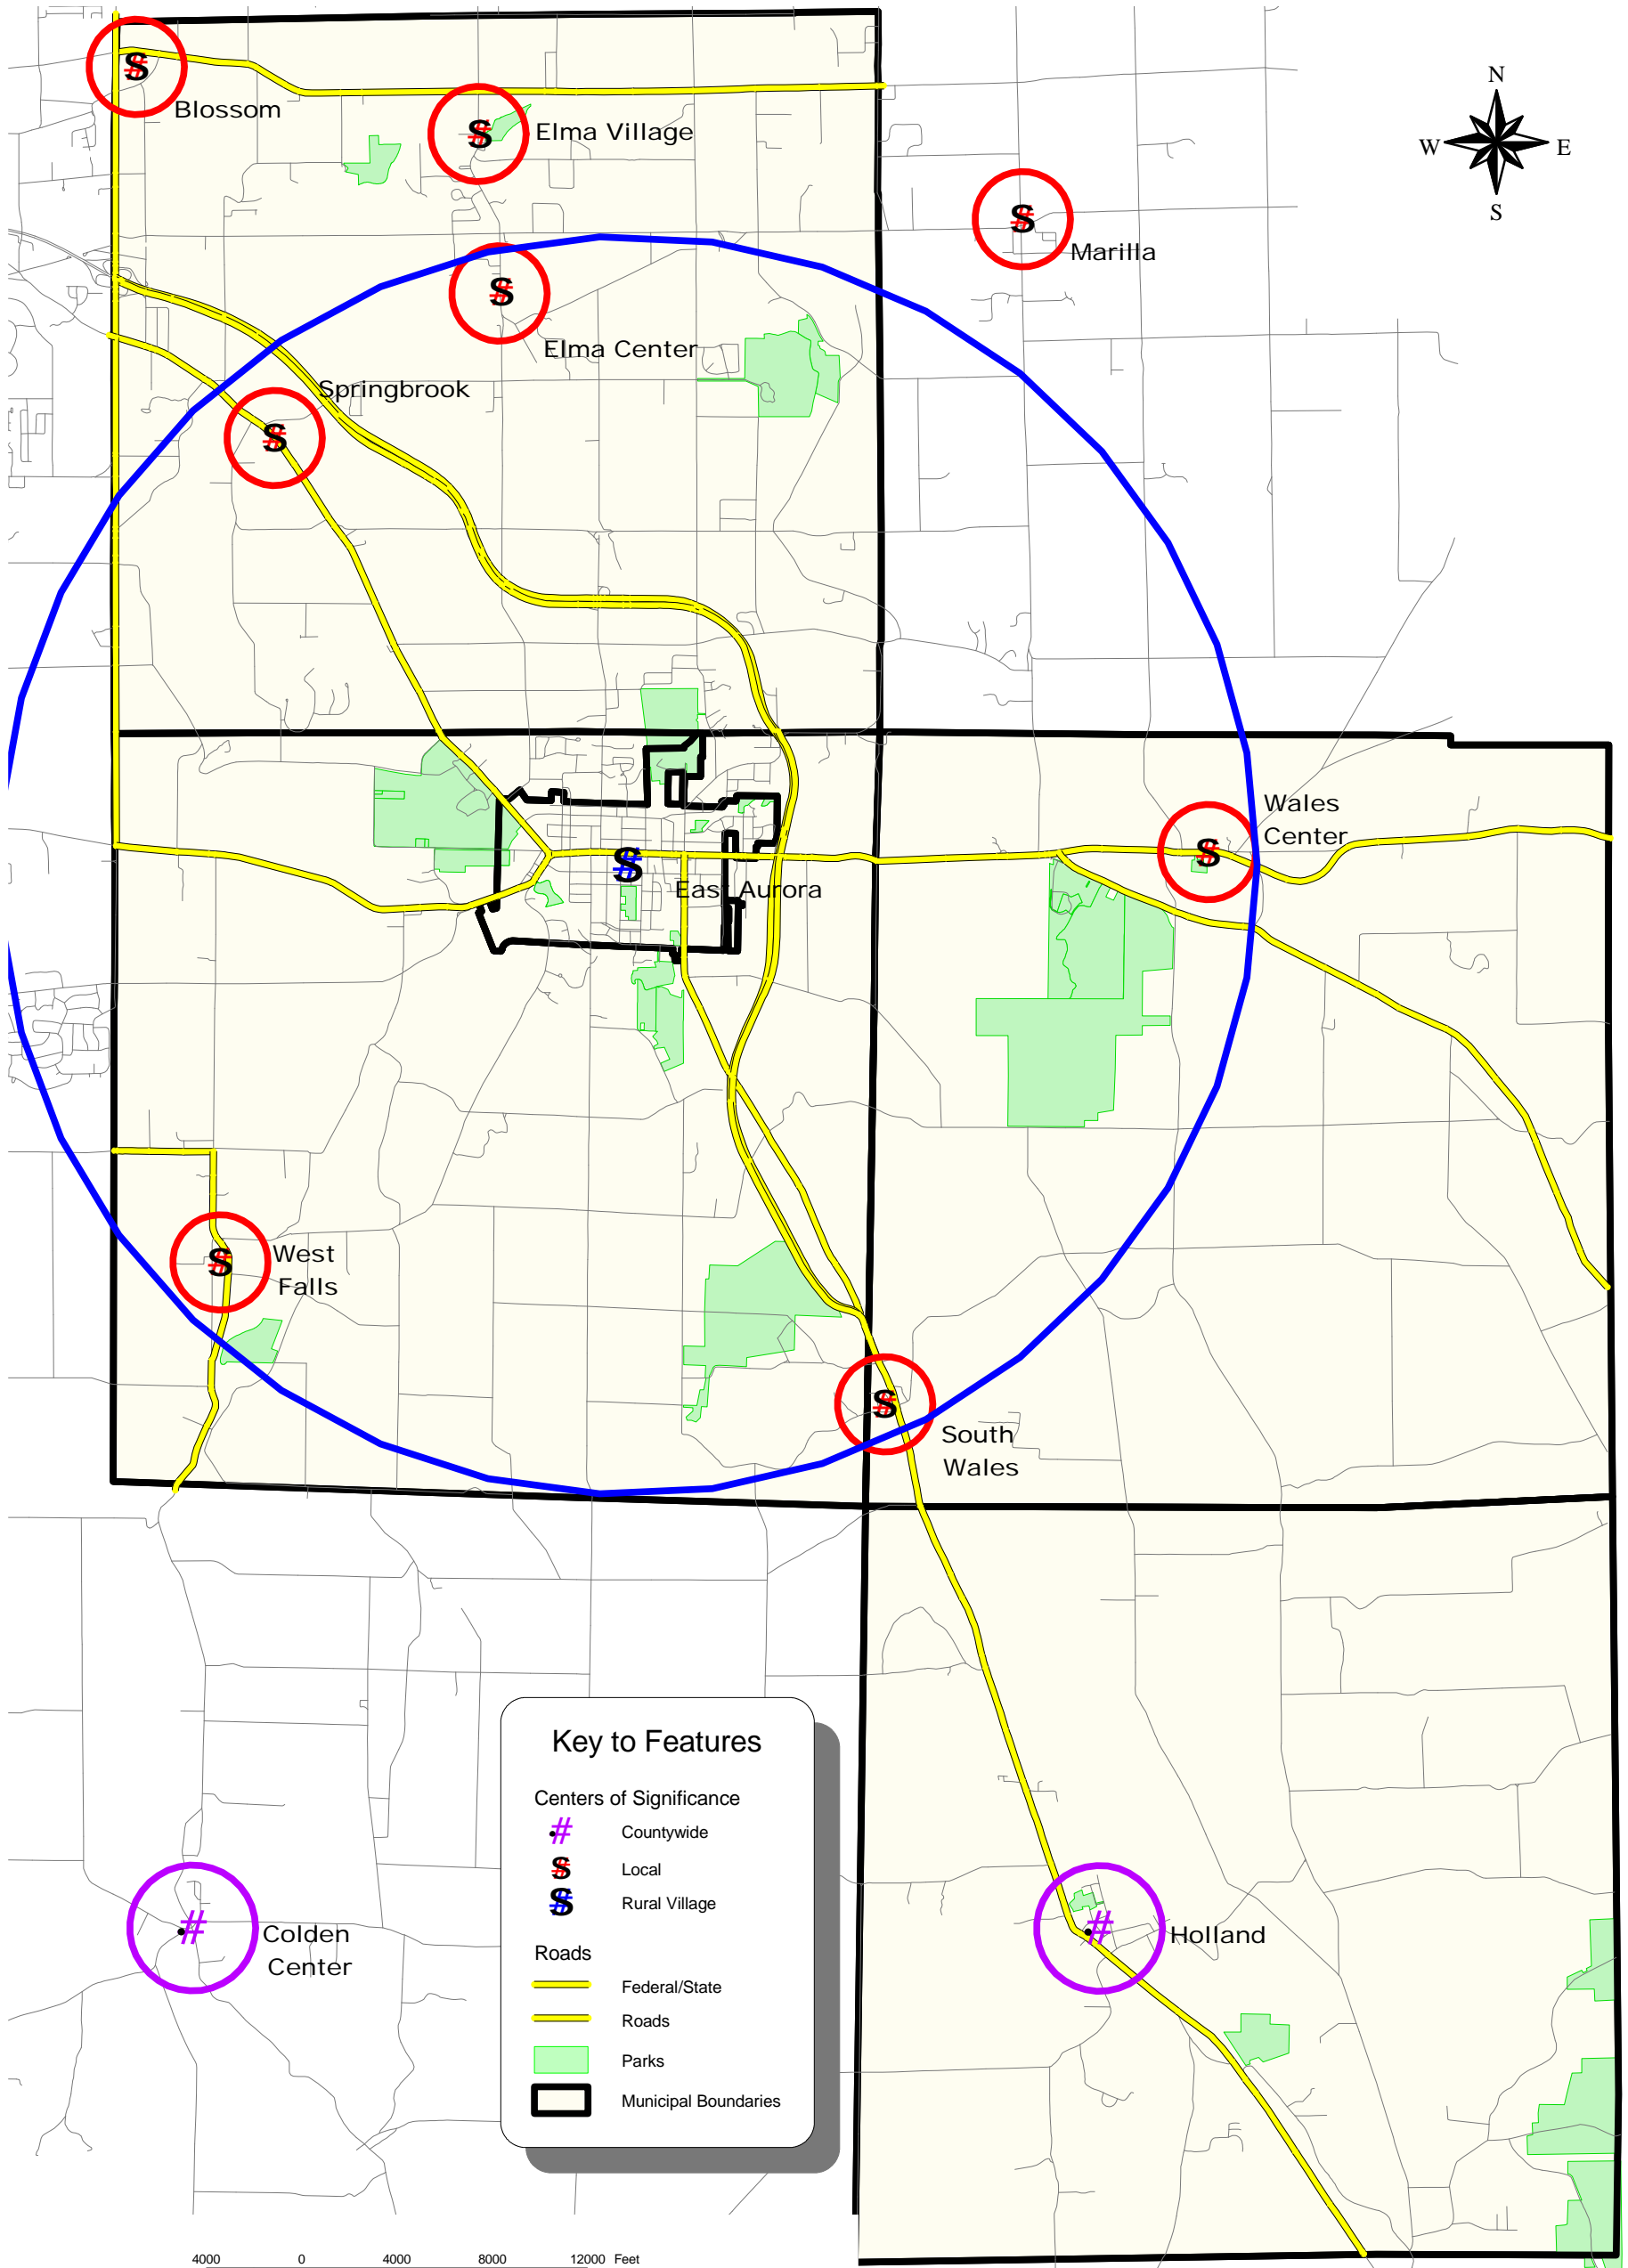 Blossom
Elma Village
N
W E
S
Marilla
Elma Center
Springbrook
Wales
Center
East Aurora
West
Falls
South
Wales
Key to Features
Centers of Significance
# Countywide
S Local
S Rural Village
Roads
Federal/State
Roads
Parks
Municipal Boundaries
Colden
Center
Holland
4000 0 4000 8000 12000 Feet